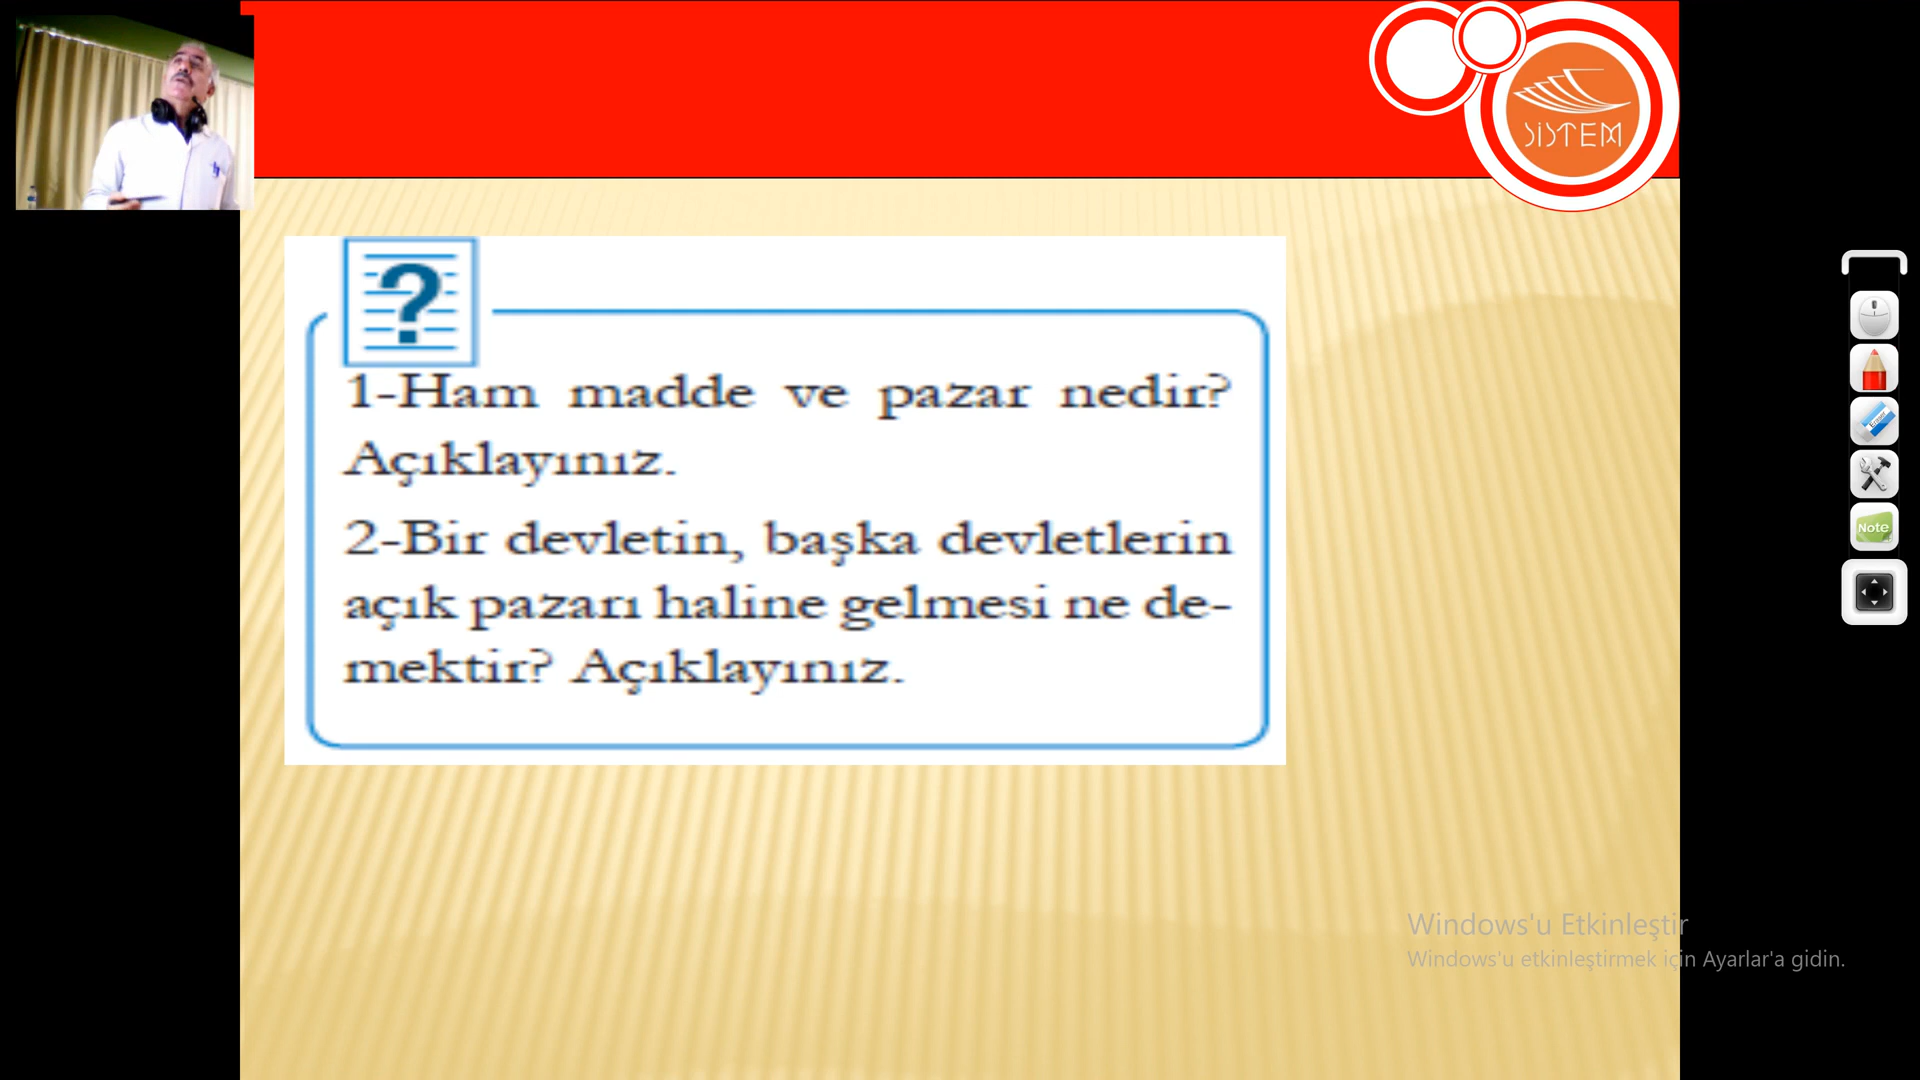 SİSTEM
?
1-Ham madde ve pazar nedir?
Açıklayınız.
2-Bir devletin, başka devletlerin
açık pazarı haline gelmesi ne de-
mektir? Açıklayınız.
Note
Windows'u Etkinleştir
Windows'u etkinleştirmek için Ayarlar'a gidin.